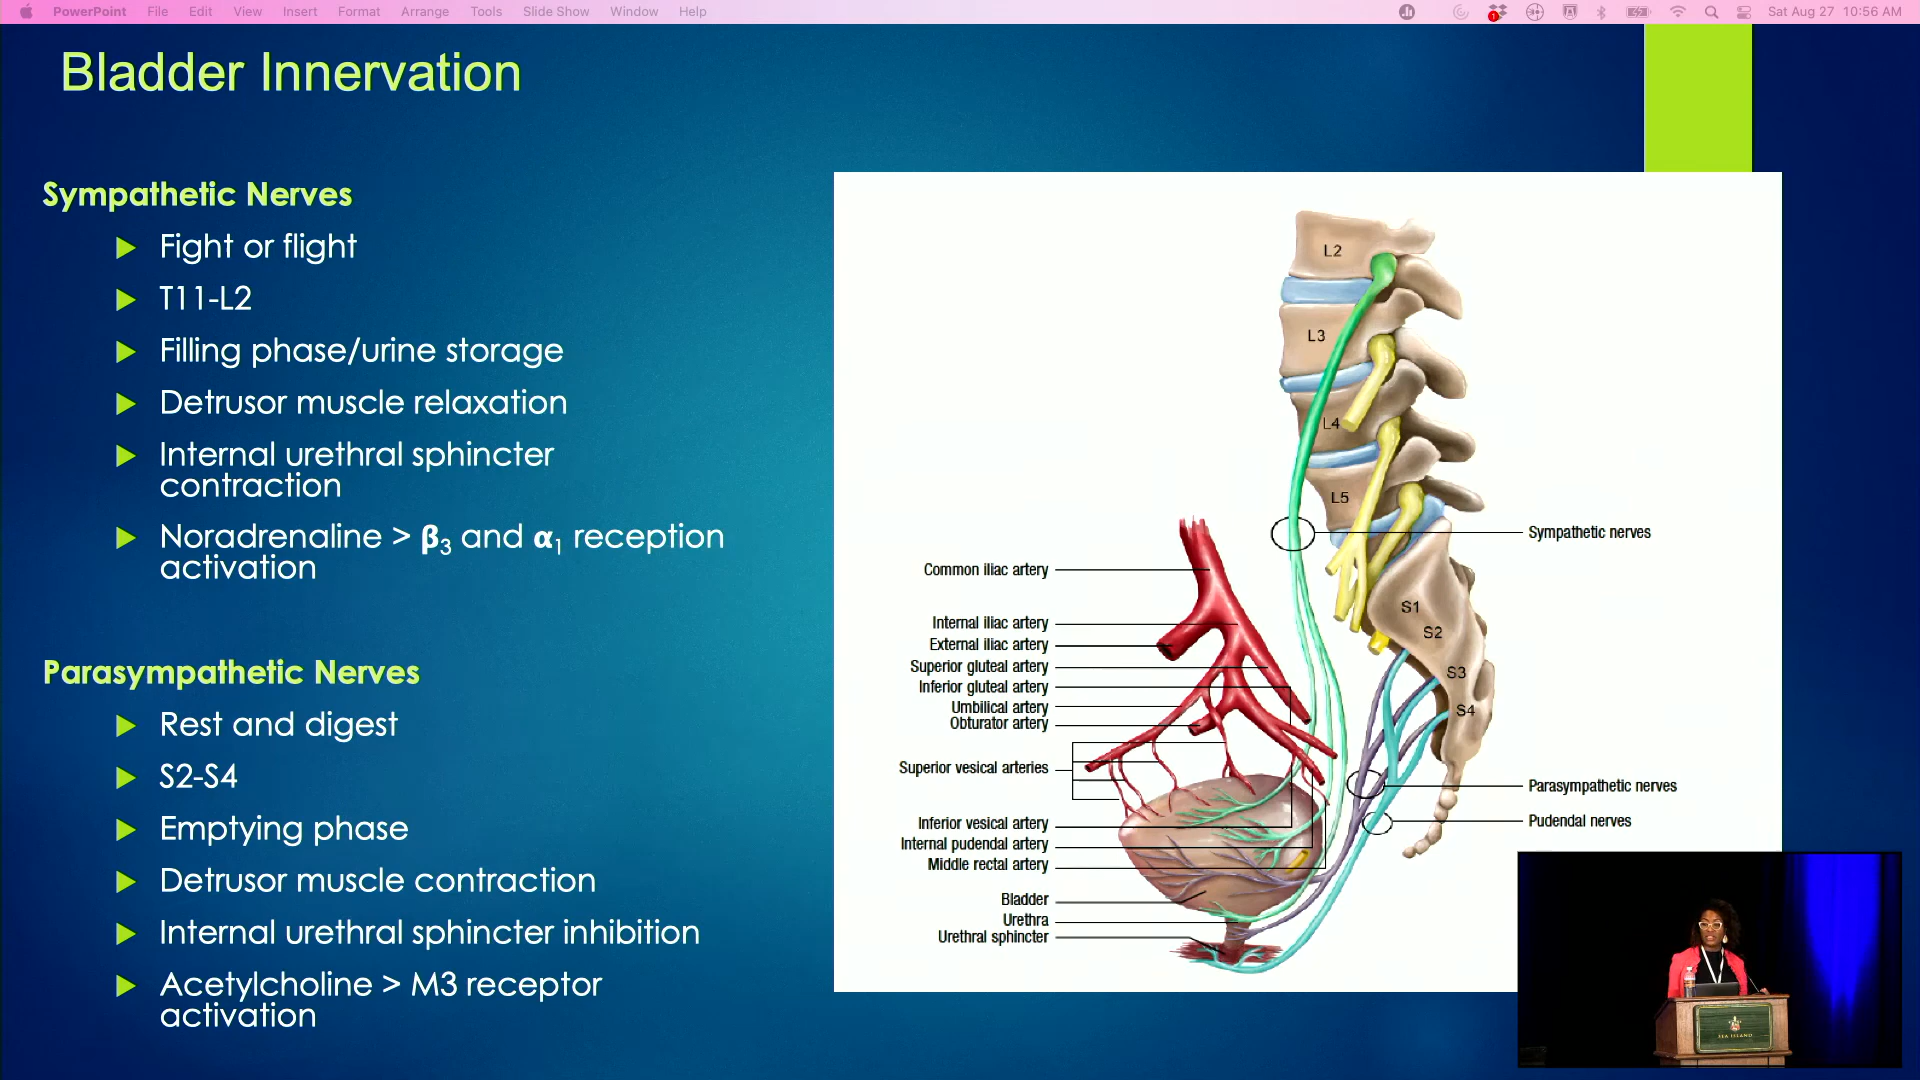 PowerPoint File Edit View Insert Format Arrange Tools Slide Show Window Help
1
Sat Aug 27 10:56 AM
Bladder Innervation
Sympathetic Nerves
Fight or flight
T11-L2
Filling phase/urine storage
Detrusor muscle relaxation
Internal urethral sphincter
contraction
Noradrenaline > β₃ and α₁ reception
activation
Parasympathetic Nerves
Rest and digest
S2-S4
Emptying phase
Detrusor muscle contraction
Internal urethral sphincter inhibition
Acetylcholine > M3 receptor
activation
L2
L3
L4
L5
S1
S2
S3
S4
Sympathetic nerves
Common iliac artery
Internal iliac artery
External iliac artery
Superior gluteal artery
Inferior gluteal artery
Umbilical artery
Obturator artery
Superior vesical arteries
Inferior vesical artery
Internal pudendal artery
Middle rectal artery
Bladder
Urethra
Urethral sphincter
Parasympathetic nerves
Pudendal nerves
SEA ISLAND